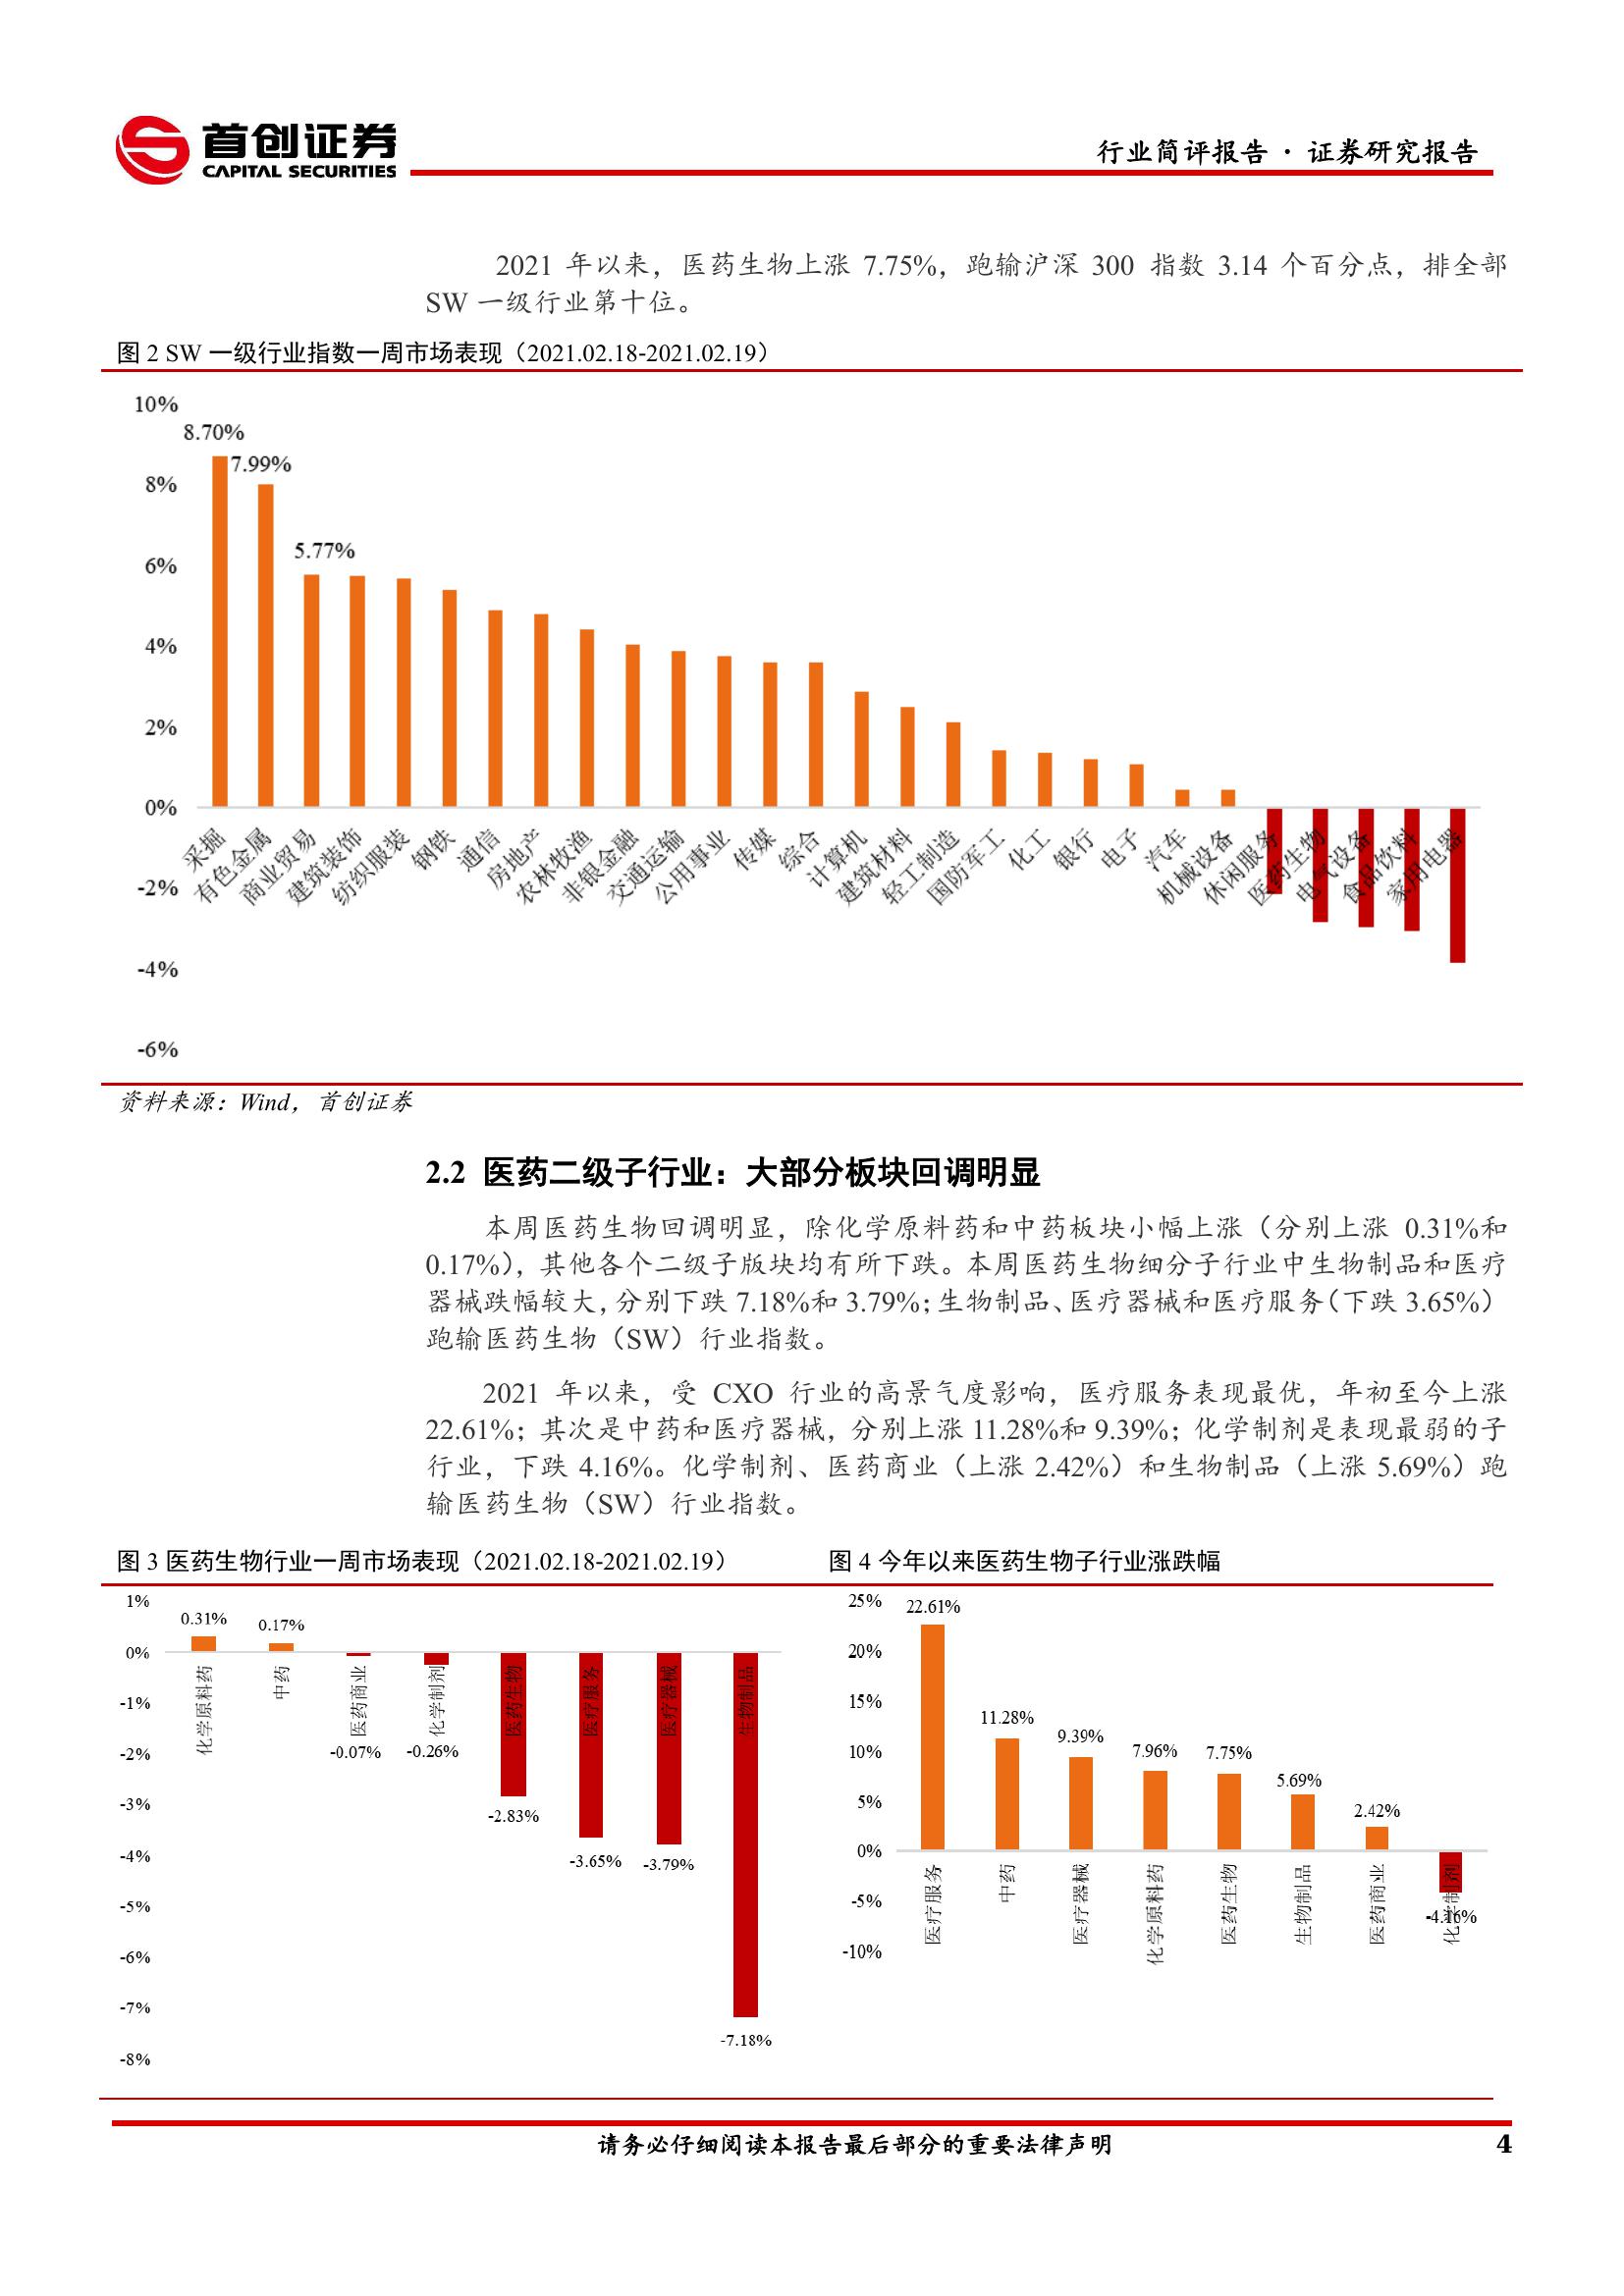 首创证券
CAPITAL SECURITIES
行业简评报告 · 证券研究报告
2021 年以来，医药生物上涨 7.75%，跑输沪深 300 指数 3.14 个百分点，排全部
SW 一级行业第十位。
图 2 SW 一级行业指数一周市场表现（2021.02.18-2021.02.19）
10%
8%
6%
4%
2%
0%
-2%
-4%
-6%
8.70%
7.99%
5.77%
采掘
有色金属
商业贸易
建筑装饰
纺织服装
钢铁
通信
房地产
农林牧渔
非银金融
交通运输
公用事业
传媒
综合
计算机
建筑材料
轻工制造
国防军工
化工
银行
电子
汽车
机械设备
休闲服务
医药生物
电气设备
食品饮料
家用电器
资料来源：Wind，首创证券
2.2 医药二级子行业：大部分板块回调明显
本周医药生物回调明显，除化学原料药和中药板块小幅上涨（分别上涨 0.31%和
0.17%），其他各个二级子版块均有所下跌。本周医药生物细分子行业中生物制品和医疗
器械跌幅较大，分别下跌 7.18%和 3.79%；生物制品、医疗器械和医疗服务（下跌 3.65%）
跑输医药生物（SW）行业指数。
2021 年以来，受 CXO 行业的高景气度影响，医疗服务表现最优，年初至今上涨
22.61%；其次是中药和医疗器械，分别上涨 11.28%和 9.39%；化学制剂是表现最弱的子
行业，下跌 4.16%。化学制剂、医药商业（上涨 2.42%）和生物制品（上涨 5.69%）跑
输医药生物（SW）行业指数。
图 3 医药生物行业一周市场表现（2021.02.18-2021.02.19）
1%
0%
-1%
-2%
-3%
-4%
-5%
-6%
-7%
-8%
0.31%
0.17%
-0.07%
-0.26%
-2.83%
-3.65%
-3.79%
-7.18%
化学原料药
中药
医药商业
化学制剂
医药生物
医疗服务
医疗器械
生物制品
图 4 今年以来医药生物子行业涨跌幅
25%
20%
15%
10%
5%
0%
-5%
-10%
22.61%
11.28%
9.39%
7.96%
7.75%
5.69%
2.42%
-4.16%
医疗服务
中药
医疗器械
化学原料药
医药生物
生物制品
医药商业
化学制剂
请务必仔细阅读本报告最后部分的重要法律声明
4